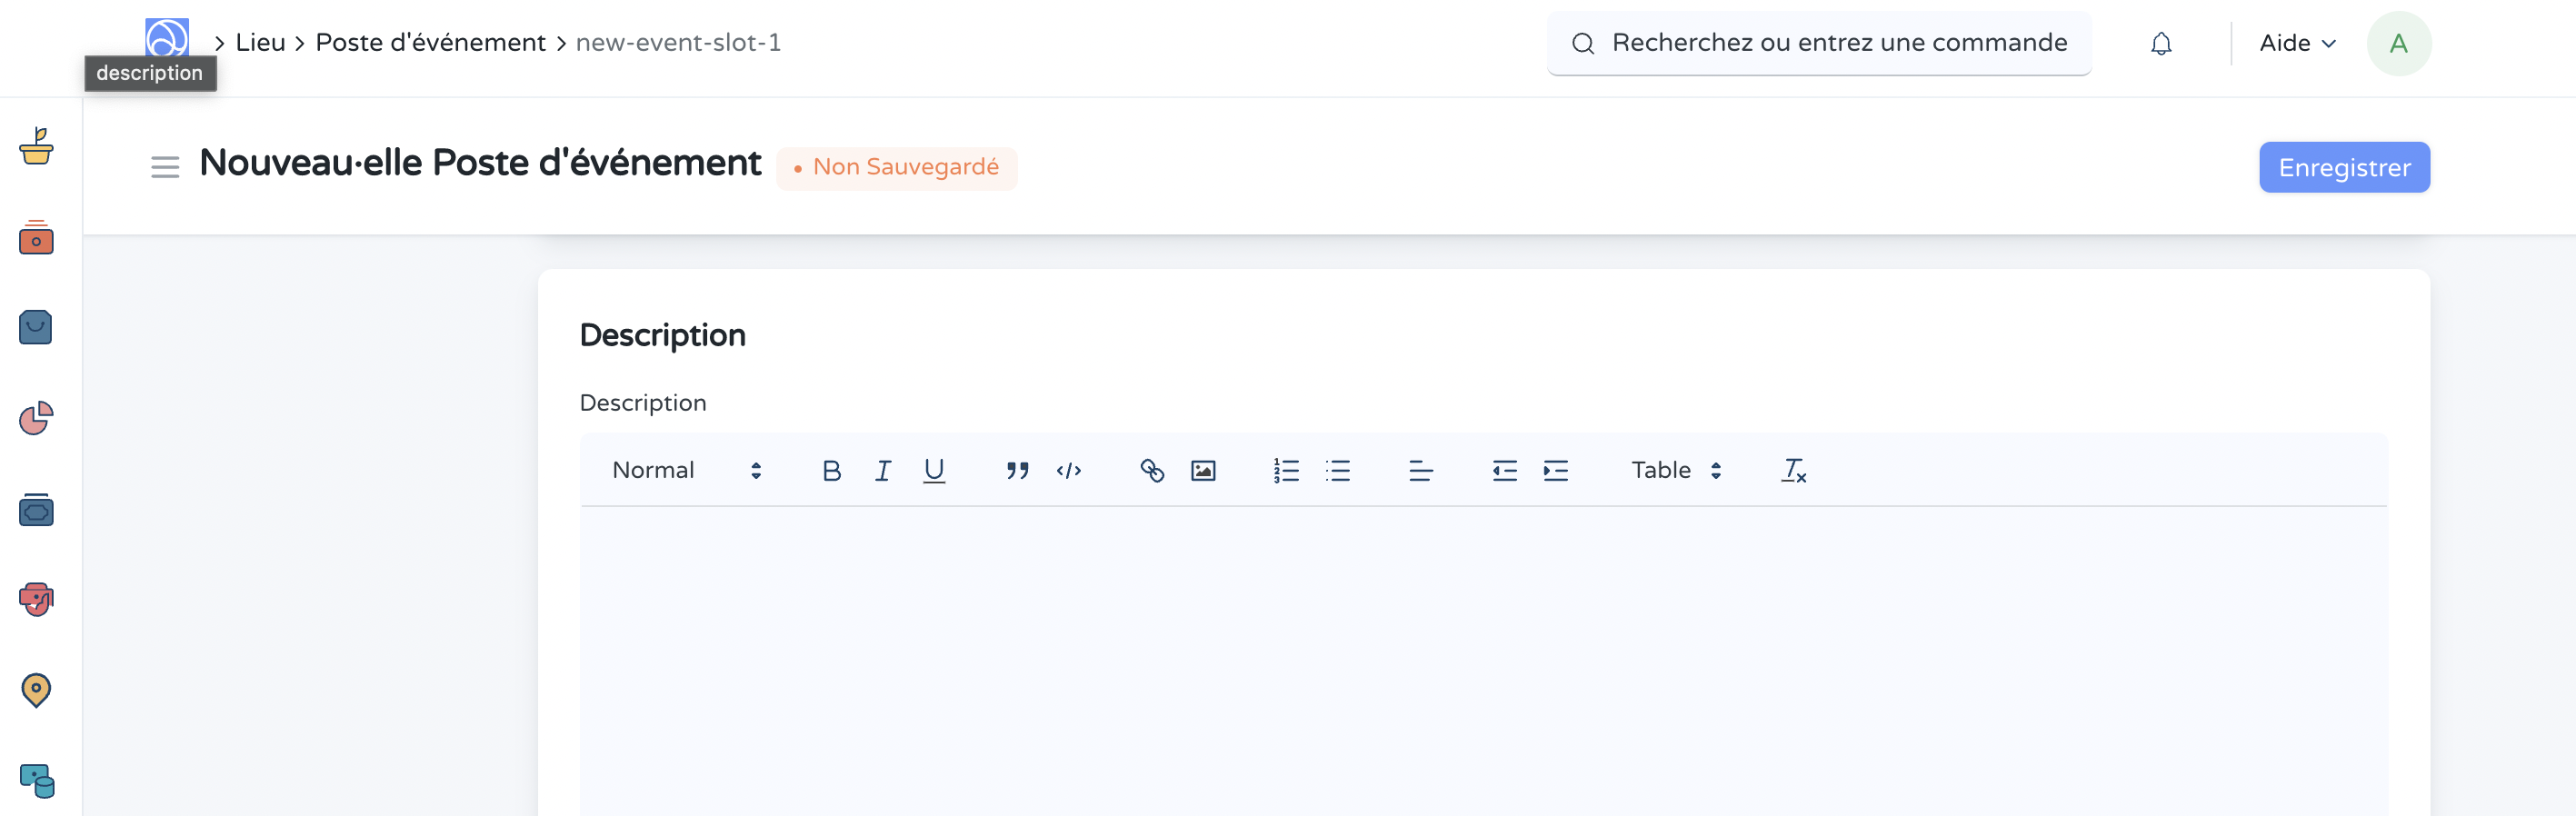 > Lieu > Poste d'événement > new-event-slot-1
Recherchez ou entrez une commande
Aide
A
description
Nouveau·elle Poste d'événement
• Non Sauvegardé
Enregistrer
Description
Description
Normal
Table